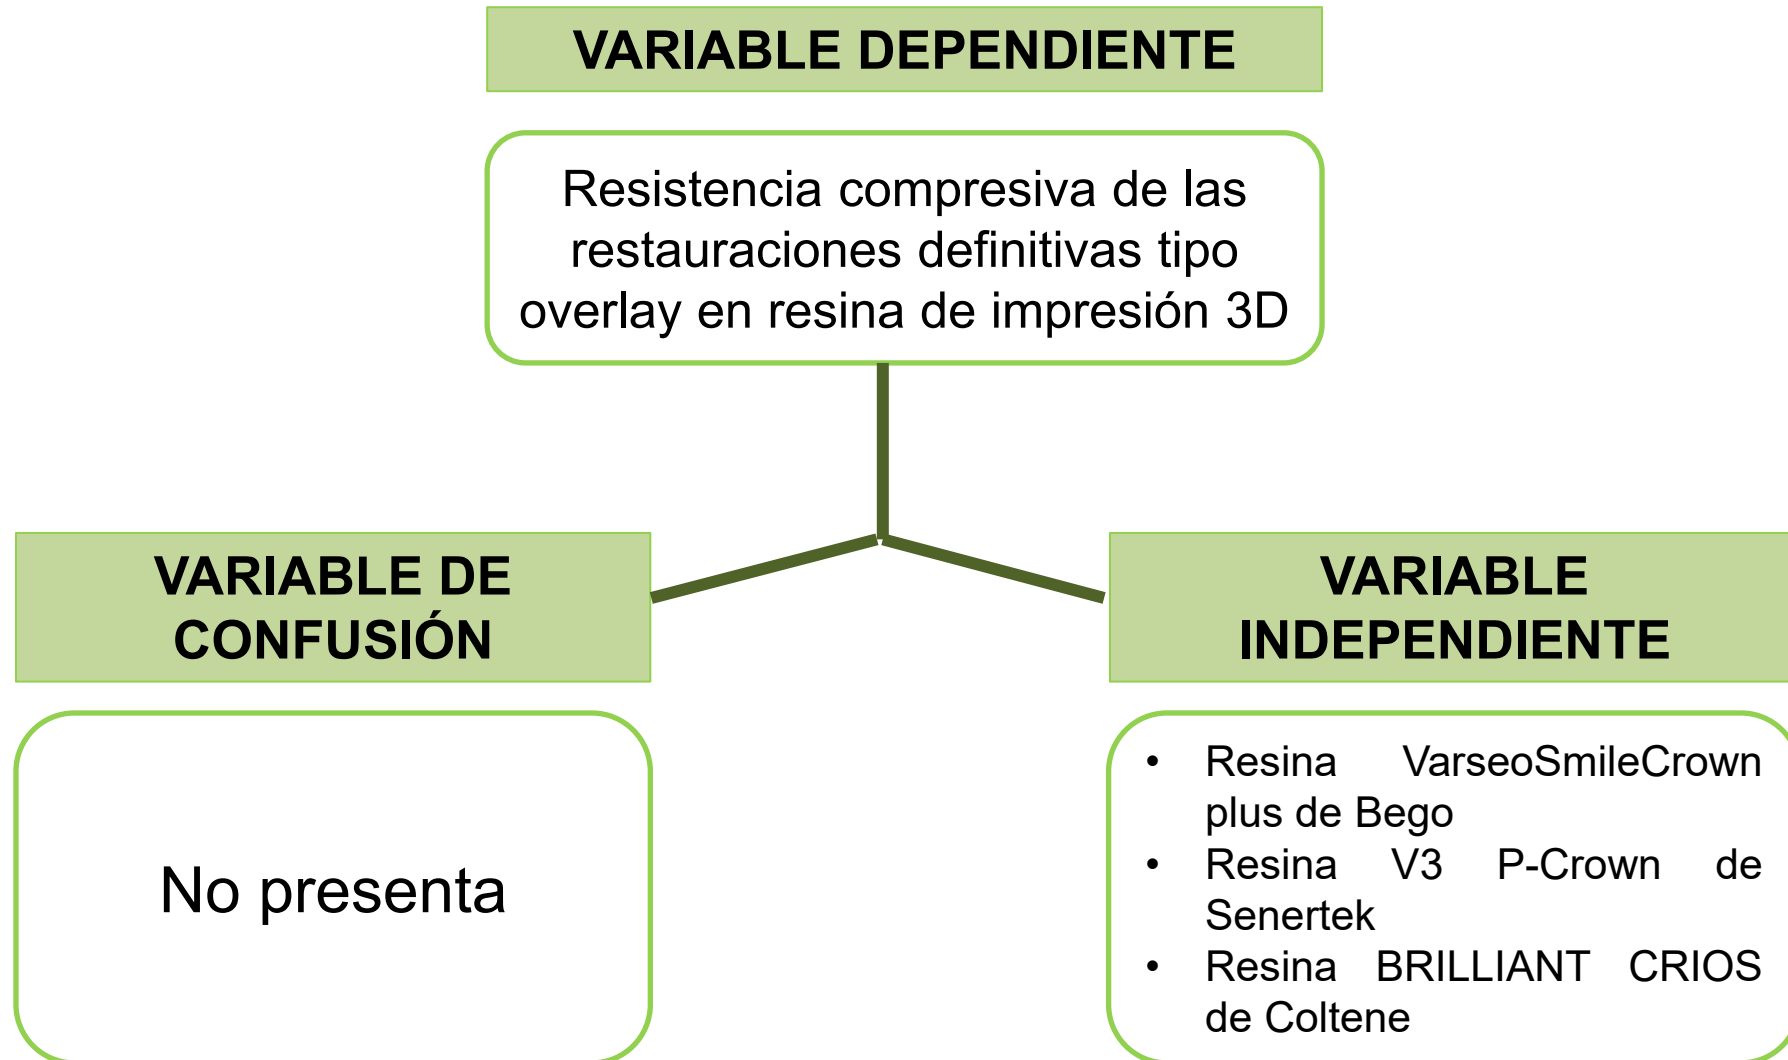 VARIABLE DEPENDIENTE
Resistencia compresiva de las
restauraciones definitivas tipo
overlay en resina de impresión 3D
VARIABLE DE
CONFUSIÓN
No presenta
VARIABLE
INDEPENDIENTE
• Resina VarseoSmileCrown
plus de Bego
• Resina V3 P-Crown de
Senertek
• Resina BRILLIANT CRIOS
de Coltene